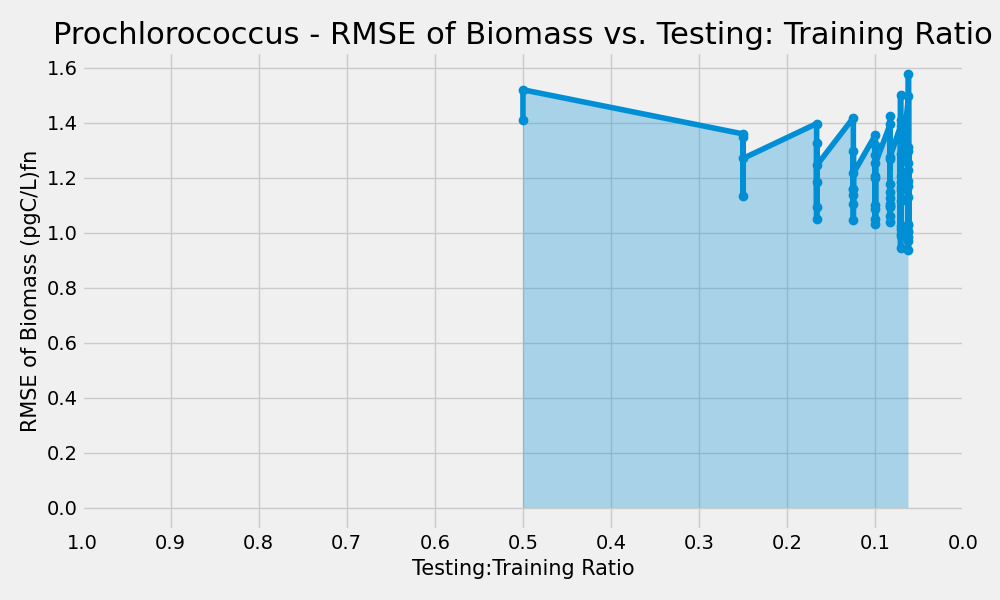 Prochlorococcus - RMSE of Biomass vs. Testing: Training Ratio
1.6
1.4
1.2
1.0
0.8
0.6
0.4
0.2
0.0
RMSE of Biomass (pgC/L)fn
1.0 0.9 0.8 0.7 0.6 0.5 0.4 0.3 0.2 0.1 0.0
Testing:Training Ratio